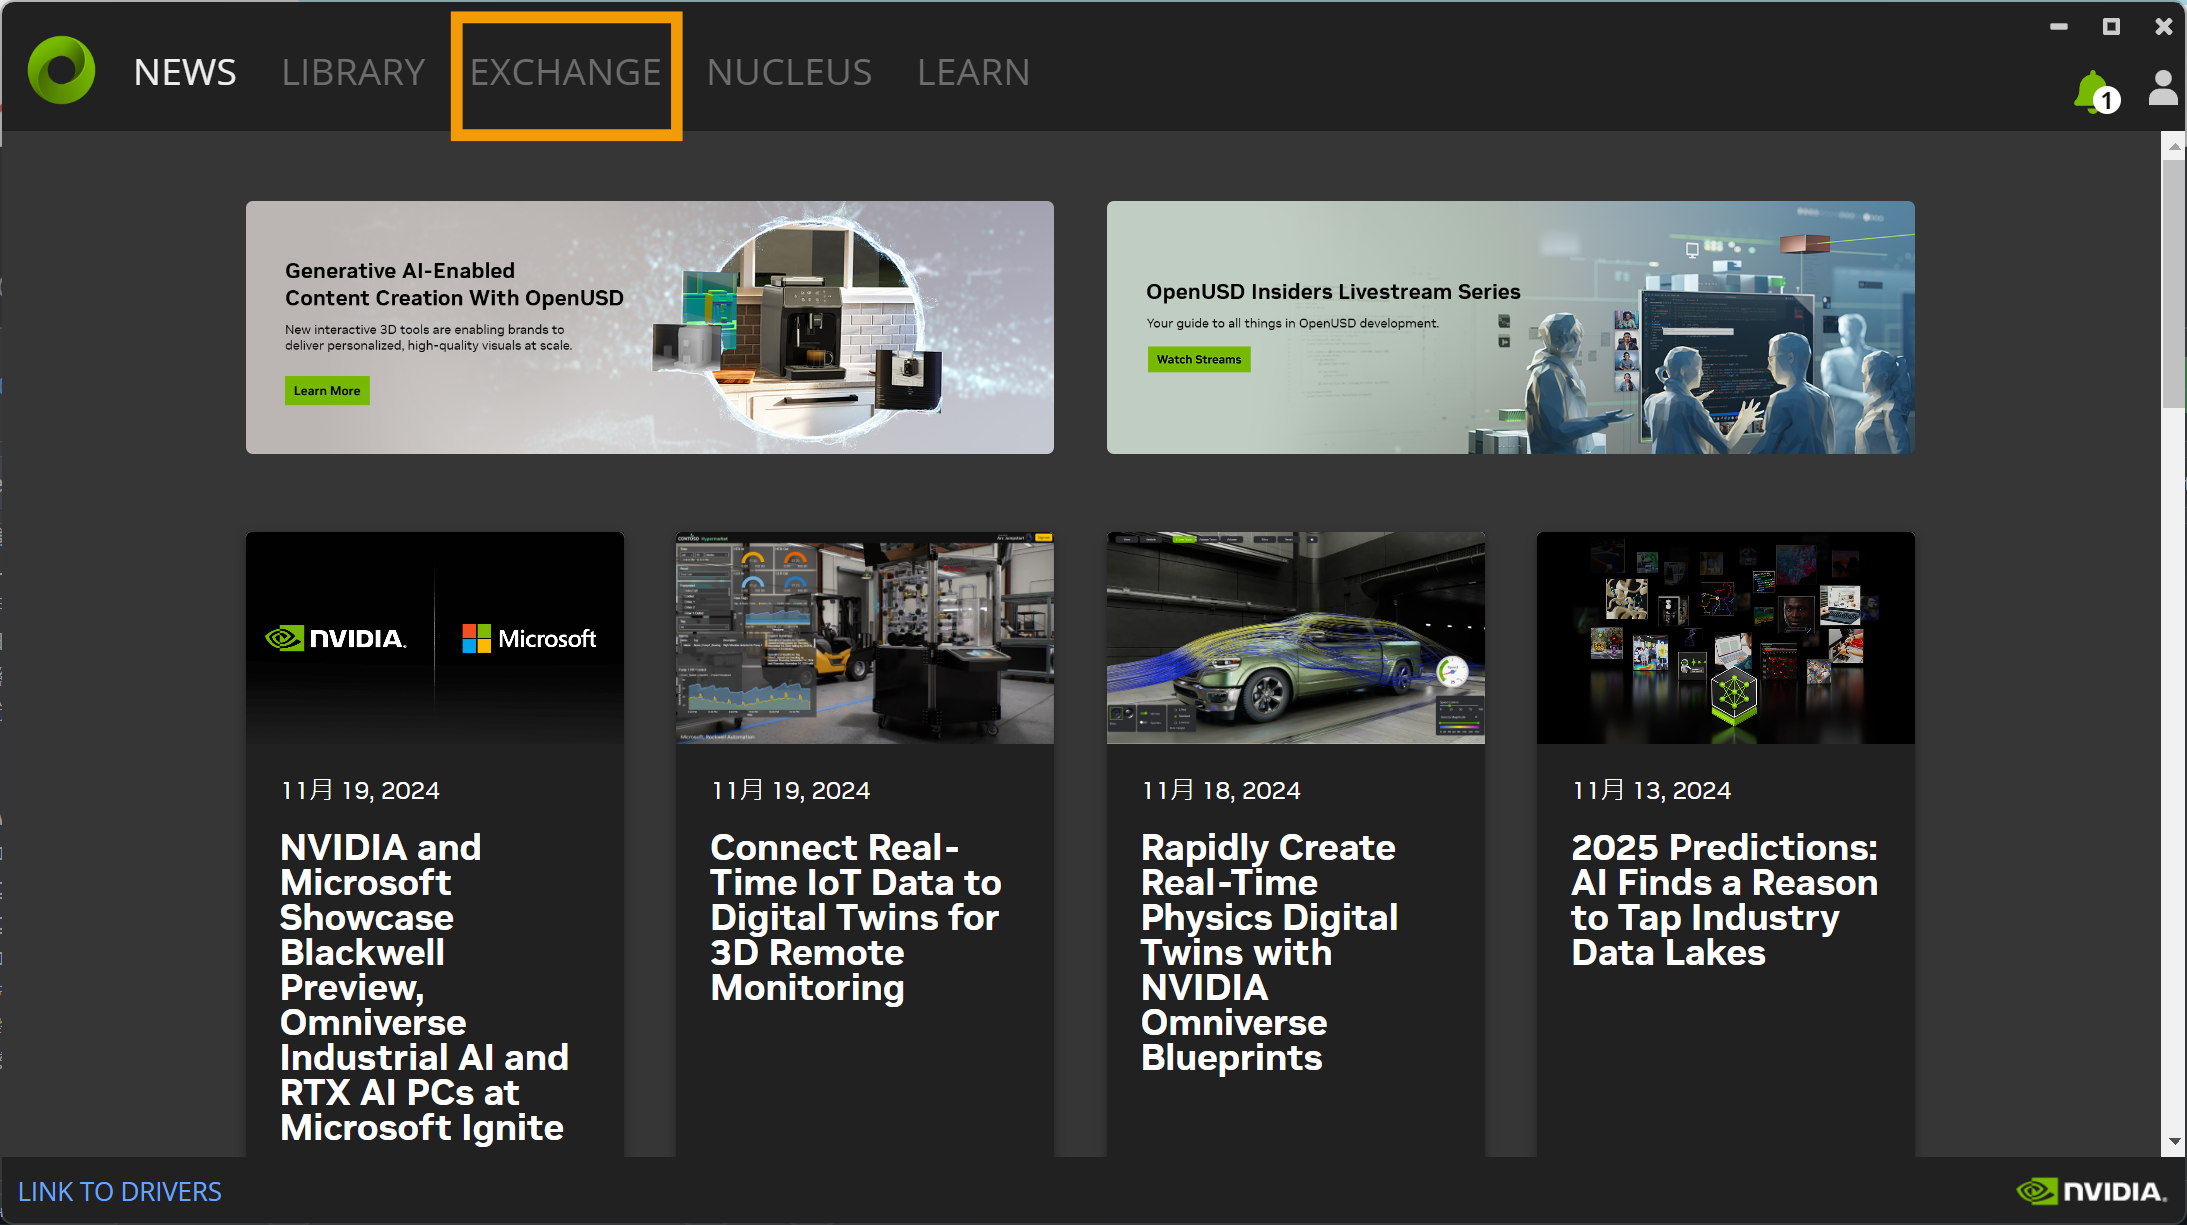 NEWS LIBRARY EXCHANGE NUCLEUS LEARN
1
Generative AI-Enabled
Content Creation With OpenUSD
New interactive 3D tools are enabling brands to
deliver personalized, high-quality visuals at scale.
Learn More
OpenUSD Insiders Livestream Series
Your guide to all things in OpenUSD development.
Watch Streams
NVIDIA.
Microsoft
11月 19, 2024
NVIDIA and
Microsoft
Showcase
Blackwell
Preview,
Omniverse
Industrial AI and
RTX AI PCs at
Microsoft Ignite
CONTOSO Hypermarket
Microsoft, Rockwell Automation
11月 19, 2024
Connect Real-
Time IoT Data to
Digital Twins for
3D Remote
Monitoring
11月 18, 2024
Rapidly Create
Real-Time
Physics Digital
Twins with
NVIDIA
Omniverse
Blueprints
11月 13, 2024
2025 Predictions:
AI Finds a Reason
to Tap Industry
Data Lakes
LINK TO DRIVERS
NVIDIA.